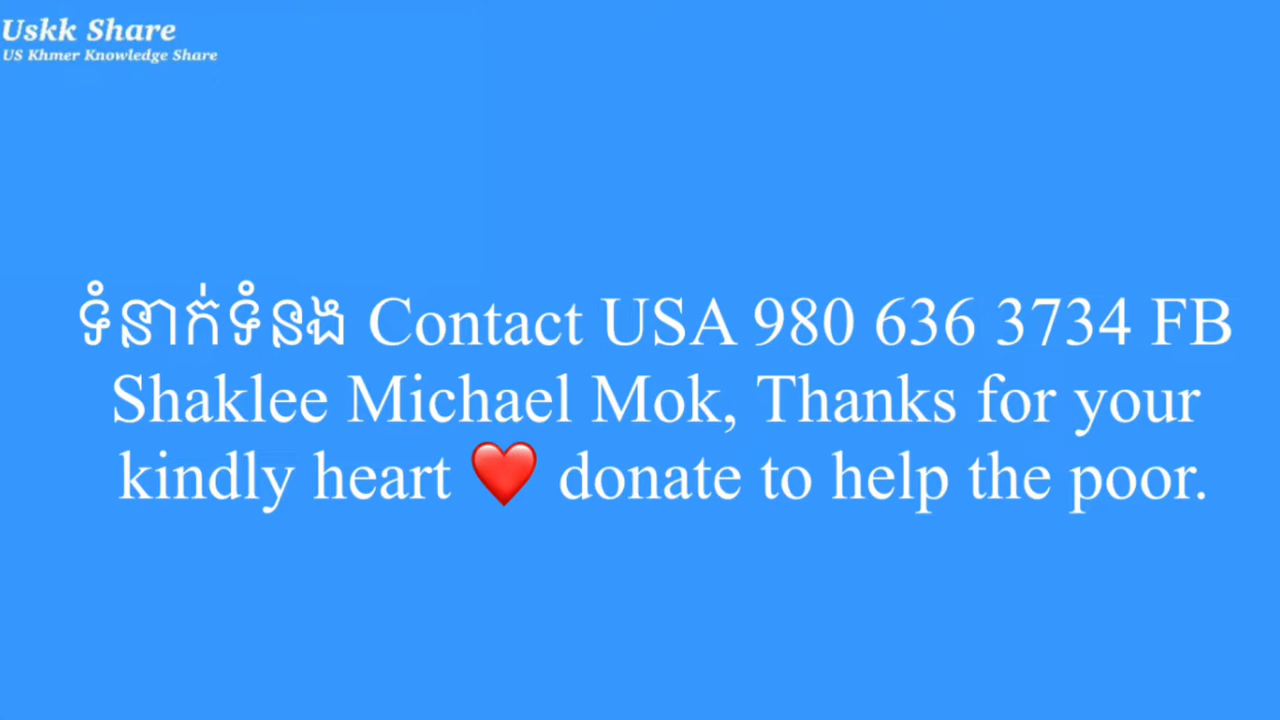 Uskk Share
US Khmer Knowledge Share
ទំនាក់ទំនង Contact USA 980 636 3734 FB
Shaklee Michael Mok, Thanks for your
kindly heart ❤️ donate to help the poor.